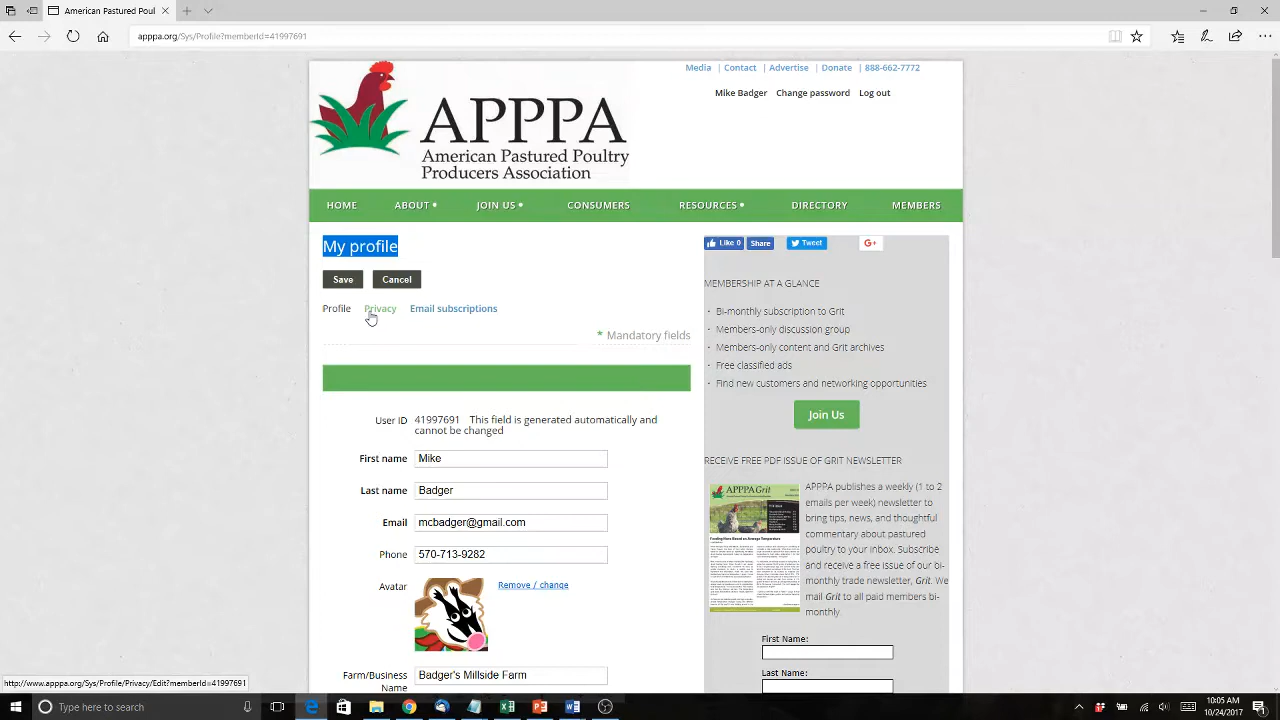 American Pastured Poul
apppa.org/Sys/Profile?memberId=41997691
Media | Contact | Advertise | Donate | 888-662-7772
Mike Badger Change password Log out
APPPA
American Pastured Poultry
Producers Association
HOME ABOUT JOIN US CONSUMERS RESOURCES DIRECTORY MEMBERS
My profile
Save Cancel
Profile Privacy Email subscriptions
* Mandatory fields
User ID 41997691 This field is generated automatically and
cannot be changed
First name Mike
Last name Badger
Email mcbadger@gmail.com
Phone 570-713-9282
Avatar Remove / change
Farm/Business Badger's Millside Farm
Name
Like 0 Share Tweet G+
MEMBERSHIP AT A GLANCE
· Bi-monthly subscription to Grit
· Members-only discussion group
· Members-only content and Grit archives
· Free classified ads
· Find new customers and networking opportunities
Join Us
RECEIVE FREE PDF ISSUE OF GRIT NEWSLETTER
APPPA Grit
APPPA publishes a weekly (1 to 2
emails per week) newsletter to
bring tips, news, and thoughtful
commentary about pastured
poultry to your inbox. Subscribe
and receive a free issue of our bi-
monthly trade newsletter, Grit.
mail Grit to all paid members bi-
monthly.
First Name:
Last Name:
http://www.apppa.org/Sys/Profile/Privacy/Edit?memberId=41997691
Type here to search
10:05 AM
10/24/2017